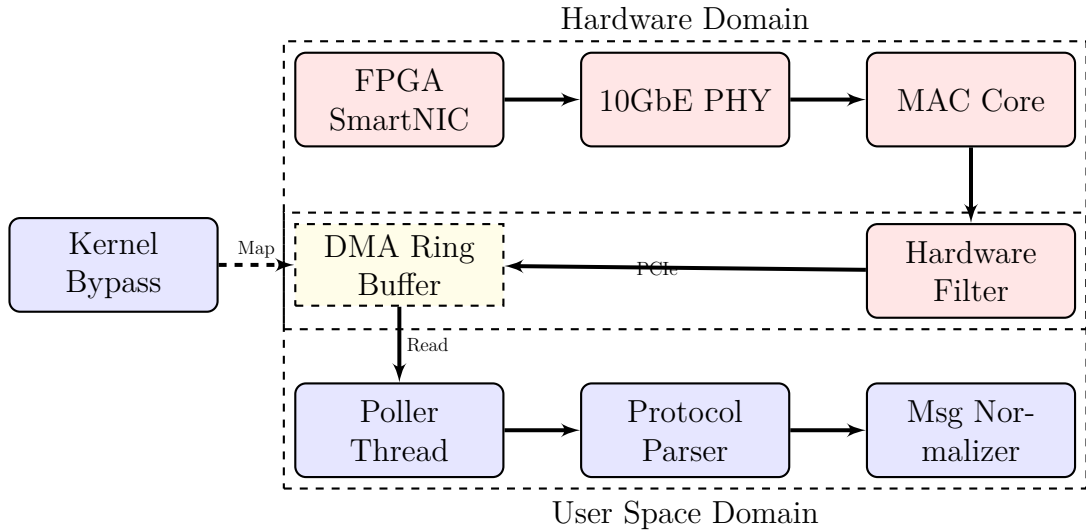 Hardware Domain
FPGA
SmartNIC
10GbE PHY
MAC Core
Kernel
Bypass
Map
DMA Ring
Buffer
PCIe
Hardware
Filter
Read
Poller
Thread
Protocol
Parser
Msg Nor-
malizer
User Space Domain